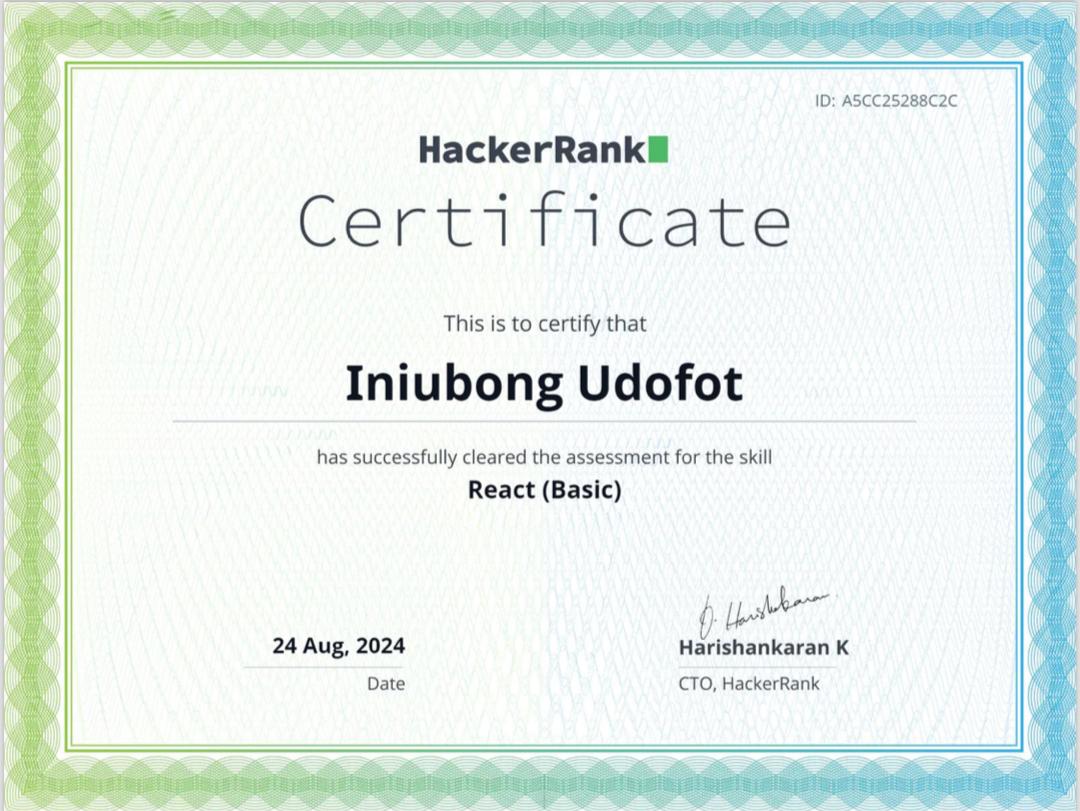 ID: A5CC25288C2C
HackerRank
Certificate
This is to certify that
Iniubong Udofot
has successfully cleared the assessment for the skill
React (Basic)
D. Harishankaran
24 Aug, 2024
Harishankaran K
Date
CTO, HackerRank